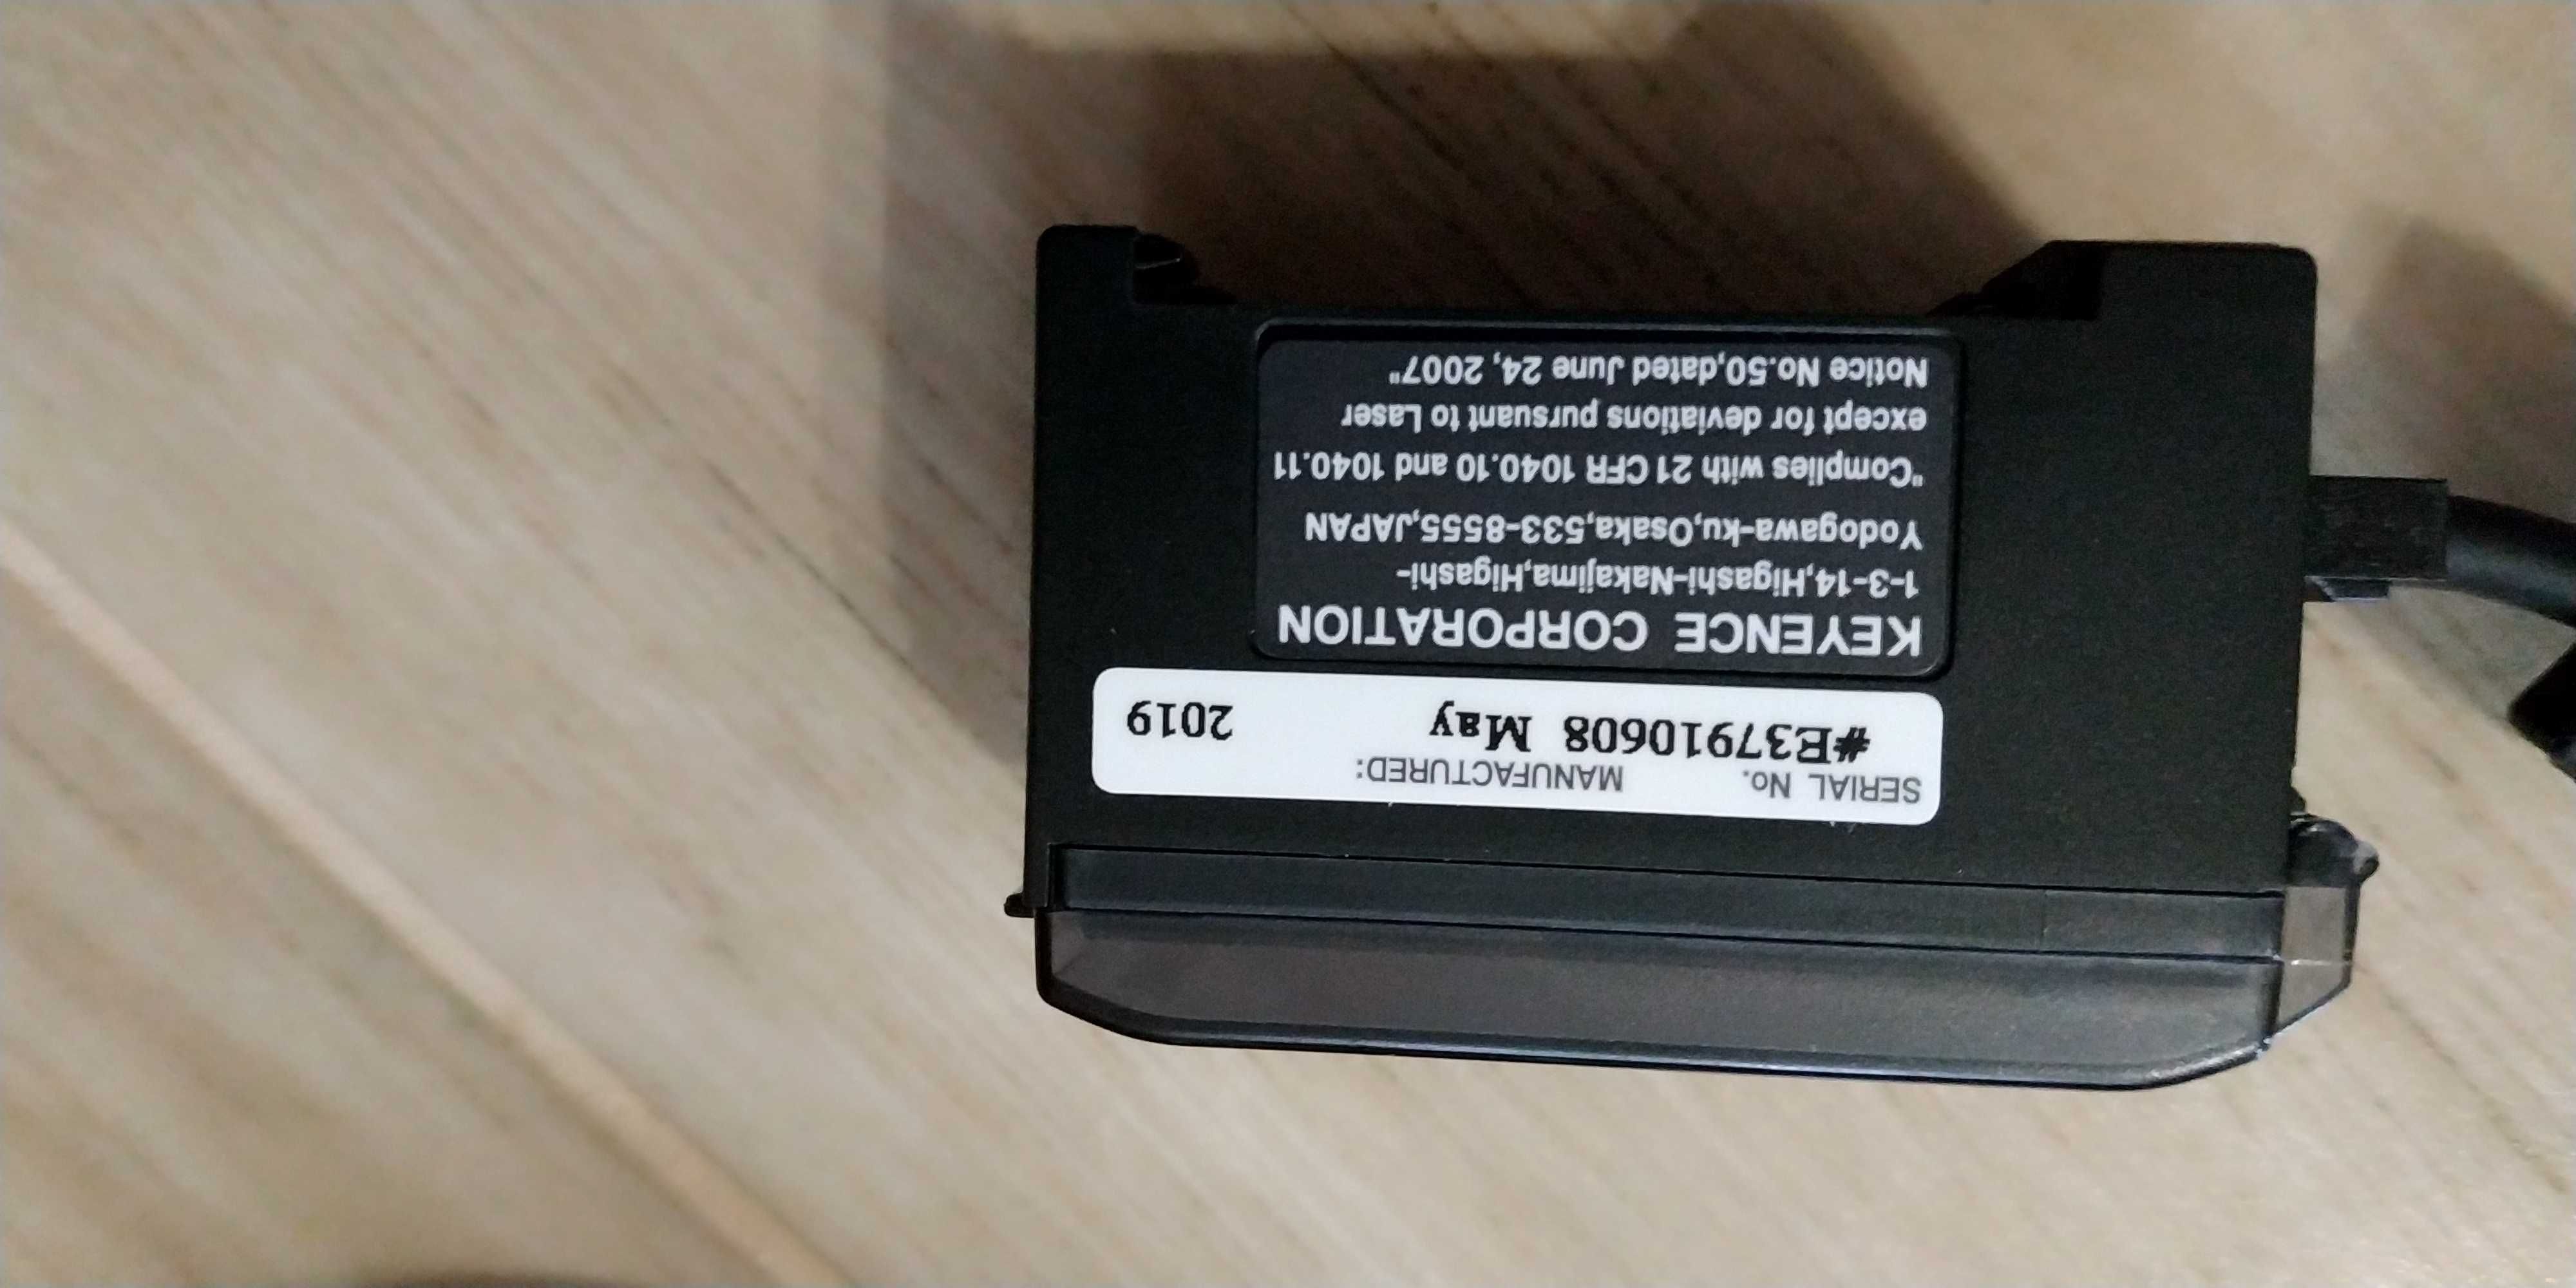 SERIAL No. MANUFACTURED:
#E37910608 May 2019
KEYENCE CORPORATION
1-3-14,Higashi-Nakajima,Higashi-
Yodogawa-ku,Osaka,533-8555,JAPAN
"Complies with 21 CFR 1040.10 and 1040.11
except for deviations pursuant to Laser
Notice No.50,dated June 24, 2007"